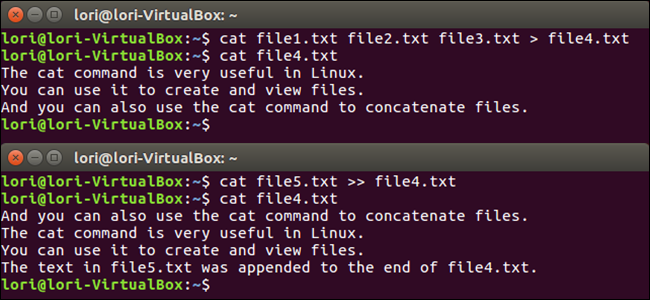 lori@lori-VirtualBox: ~
lori@lori-VirtualBox:~$ cat file1.txt file2.txt file3.txt > file4.txt
lori@lori-VirtualBox:~$ cat file4.txt
The cat command is very useful in Linux.
You can use it to create and view files.
And you can also use the cat command to concatenate files.
lori@lori-VirtualBox:~$
lori@lori-VirtualBox: ~
lori@lori-VirtualBox:~$ cat file5.txt >> file4.txt
lori@lori-VirtualBox:~$ cat file4.txt
And you can also use the cat command to concatenate files.
The cat command is very useful in Linux.
You can use it to create and view files.
The text in file5.txt was appended to the end of file4.txt.
lori@lori-VirtualBox:~$